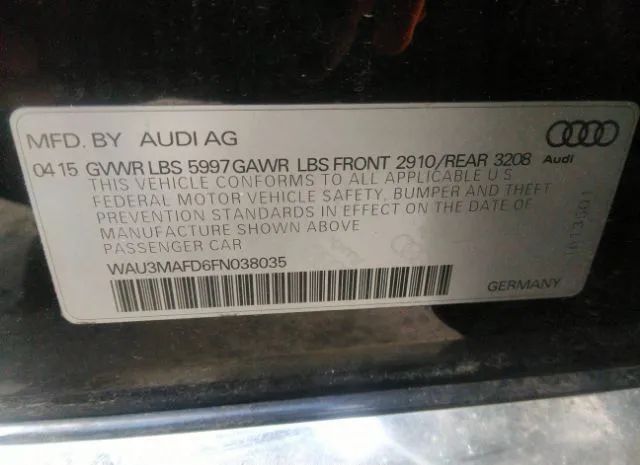 MFD. BY AUDI AG
04 15 GVWR LBS 5997 GAWR LBS FRONT 2910/REAR 3208
Audi
THIS VEHICLE CONFORMS TO ALL APPLICABLE U S
FEDERAL MOTOR VEHICLE SAFETY, BUMPER AND THEFT
PREVENTION STANDARDS IN EFFECT ON THE DATE OF
MANUFACTURE SHOWN ABOVE
PASSENGER CAR
WAU3MAFD6FN038035
GERMANY